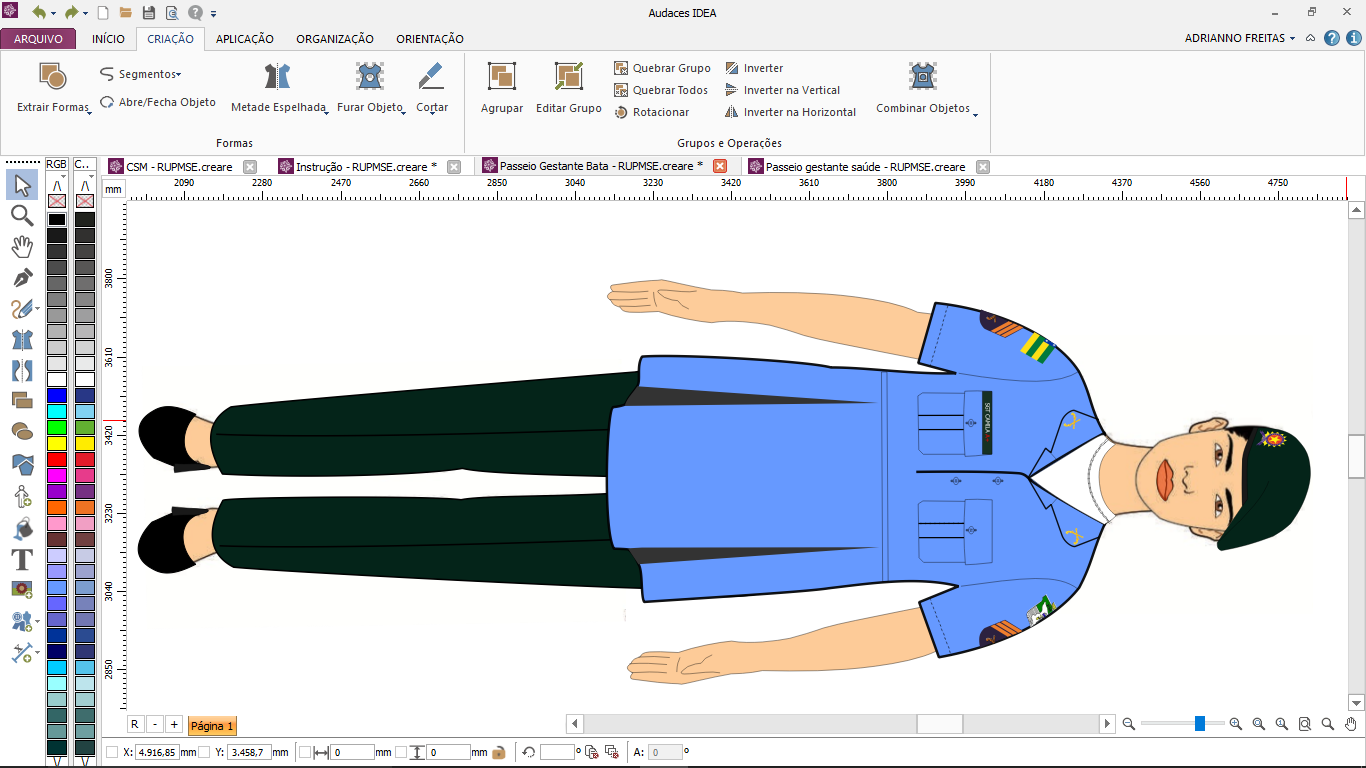 Audaces IDEA
ARQUIVO INÍCIO CRIAÇÃO APLICAÇÃO ORGANIZAÇÃO ORIENTAÇÃO ADRIANNO FREITAS
Extrair Formas
Segmentos
Abre/Fecha Objeto
Metade Espelhada
Furar Objeto
Cortar
Formas
Agrupar
Editar Grupo
Quebrar Grupo
Quebrar Todos
Rotacionar
Inverter
Inverter na Vertical
Inverter na Horizontal
Combinar Objetos
Grupos e Operações
RGB C..
CSM - RUPMSE.creare Instrução - RUPMSE.creare * Passeio Gestante Bata - RUPMSE.creare * Passeio gestante saúde - RUPMSE.creare
mm 2090 2280 2470 2660 2850 3040 3230 3420 3610 3800 3990 4180 4370 4560 4750
3800
3610
3420
3230
3040
2850
SGT CAMILA
R - + Página 1
X: 4.916,85 mm Y: 3.458,7 mm 0 mm 0 mm º A: 0 º